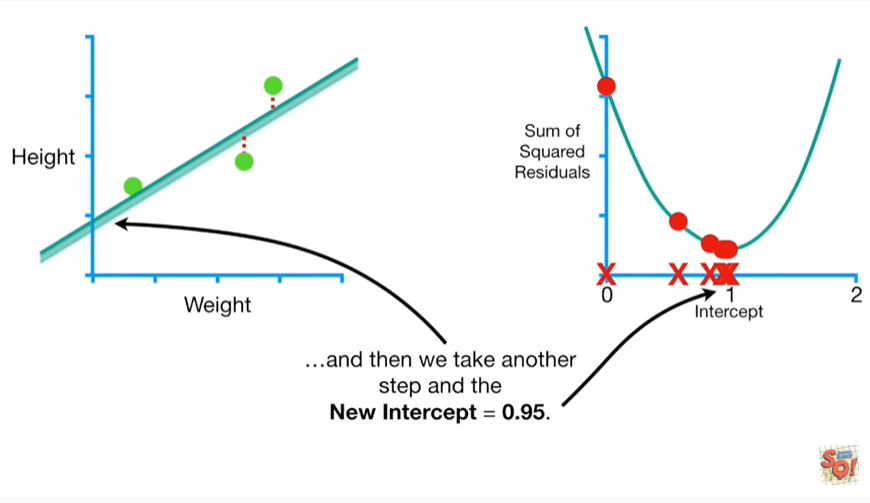 Height
Weight
Sum of
Squared
Residuals
X X X X X
0 1 2
Intercept
...and then we take another
step and the
New Intercept = 0.95.
SQ!